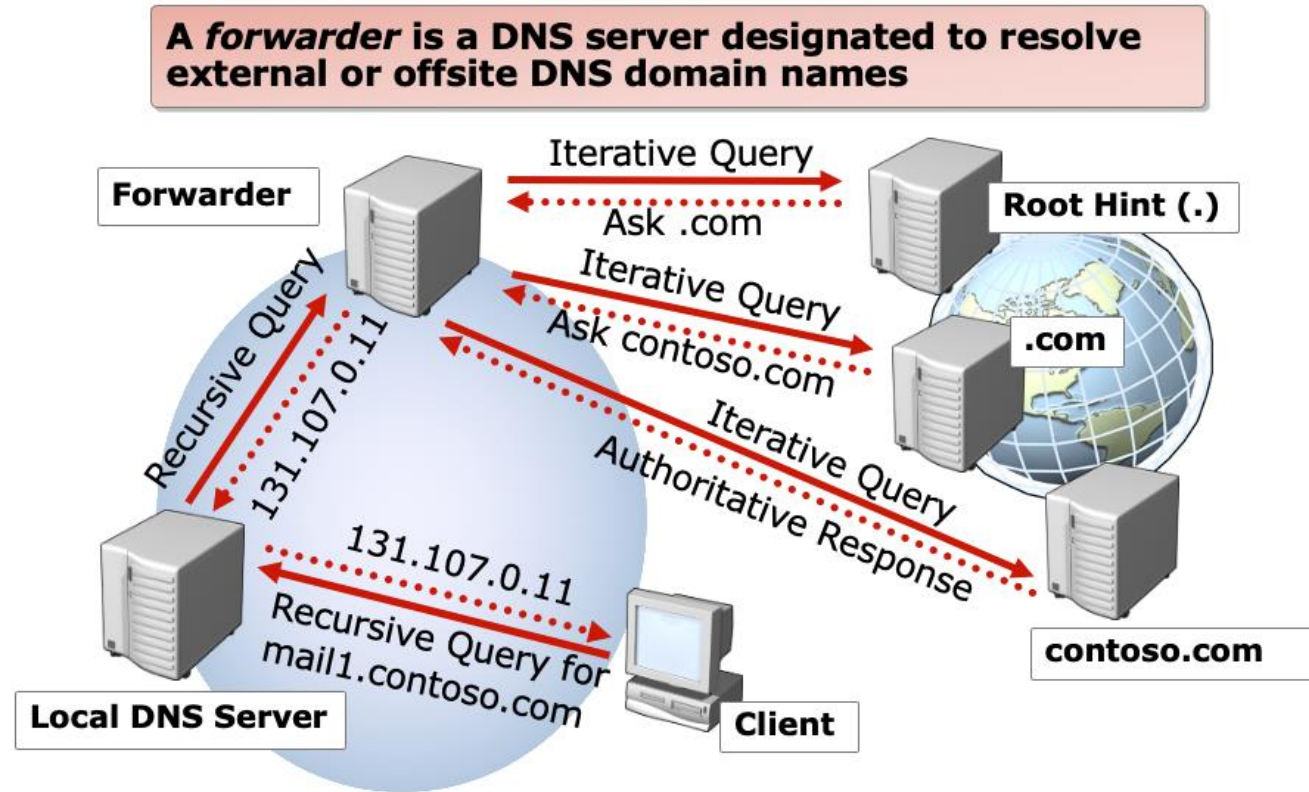 A forwarder is a DNS server designated to resolve
external or offsite DNS domain names
Iterative Query
Forwarder
Ask .com
Root Hint (.)
Iterative Query
Ask contoso.com
.com
Recursive Query
131.107.0.11
Iterative Query
Authoritative Response
131.107.0.11
Recursive Query for
mail1.contoso.com
contoso.com
Local DNS Server
Client